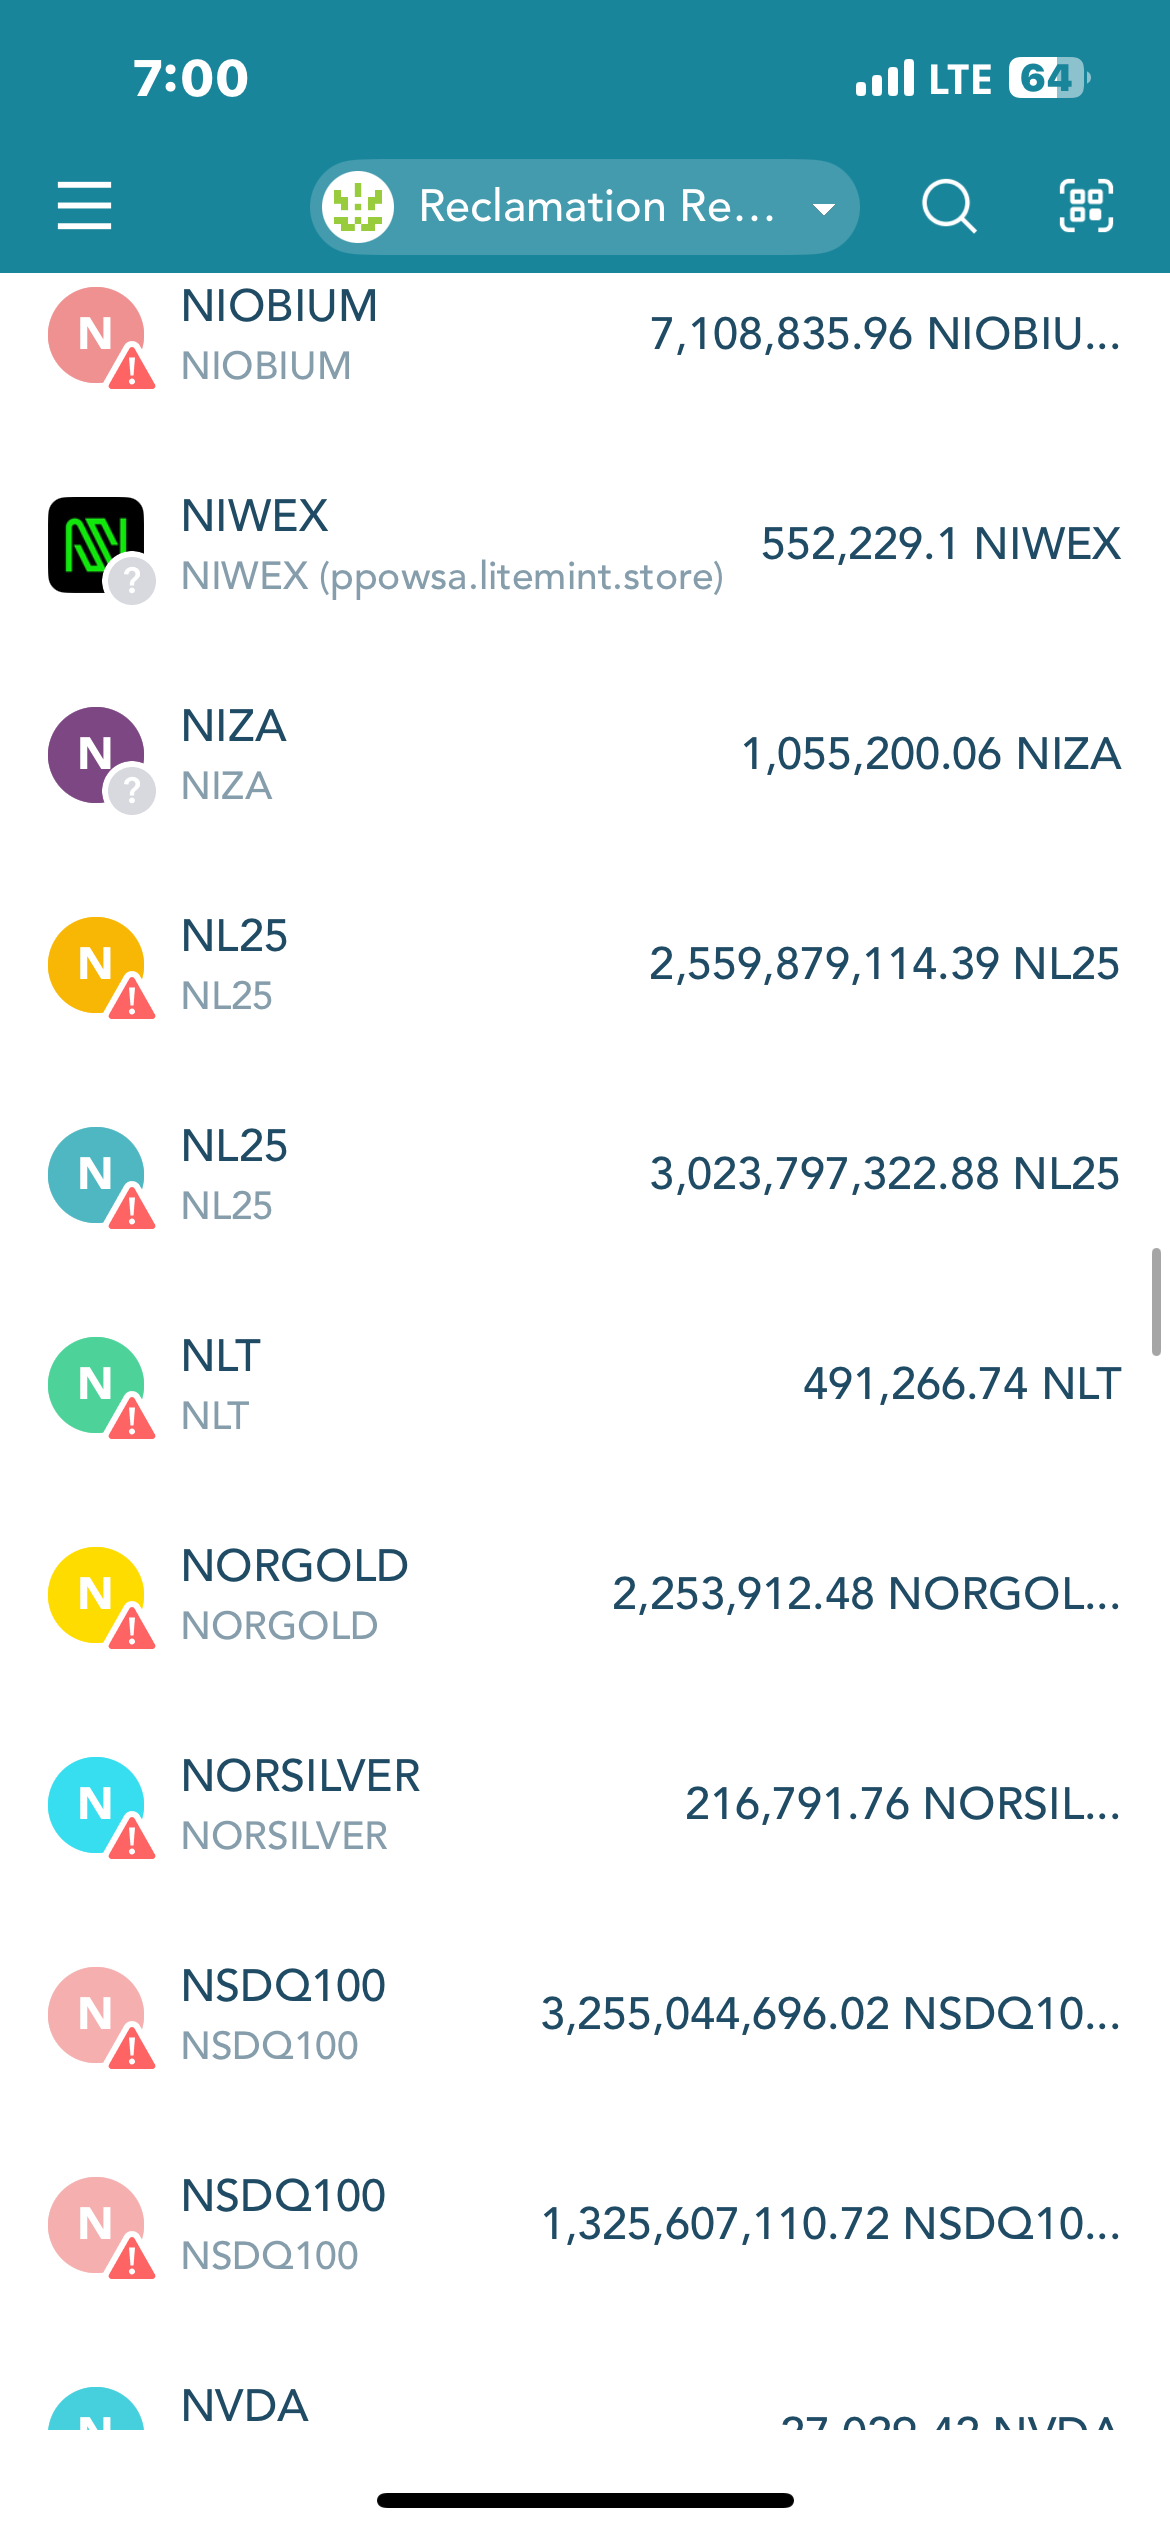 7:00
LTE 64
Reclamation Re...
N
NIOBIUM
7,108,835.96 NIOBIU...
NIOBIUM
NIWEX
552,229.1 NIWEX
NIWEX (ppowsa.litemint.store)
N
NIZA
1,055,200.06 NIZA
NIZA
N
NL25
2,559,879,114.39 NL25
NL25
N
NL25
3,023,797,322.88 NL25
NL25
N
NLT
491,266.74 NLT
NLT
N
NORGOLD
2,253,912.48 NORGOL...
NORGOLD
N
NORSILVER
216,791.76 NORSIL...
NORSILVER
N
NSDQ100
3,255,044,696.02 NSDQ10...
NSDQ100
N
NSDQ100
1,325,607,110.72 NSDQ10...
NSDQ100
N
NVDA
NVDA